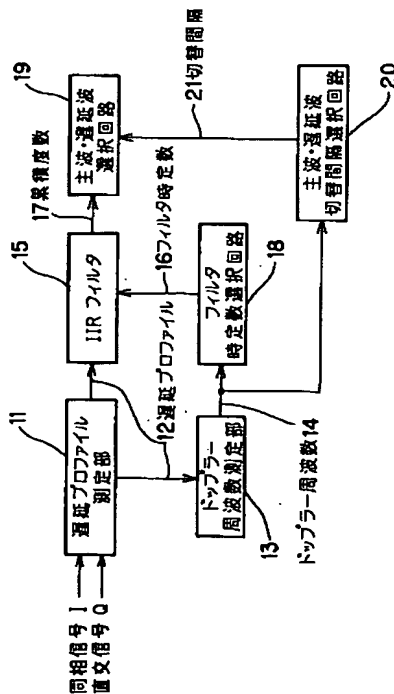 同相信号 I
直交信号 Q
11
遅延プロファイル
測定部
12遅延プロファイル
13
ドップラー
周波数測定部
ドップラー周波数14
15
IIR フィルタ
16フィルタ時定数
18
フィルタ
時定数選択回路
17累積度数
19
主波・遅延波
選択回路
21切替間隔
主波・遅延波
切替間隔選択回路
20